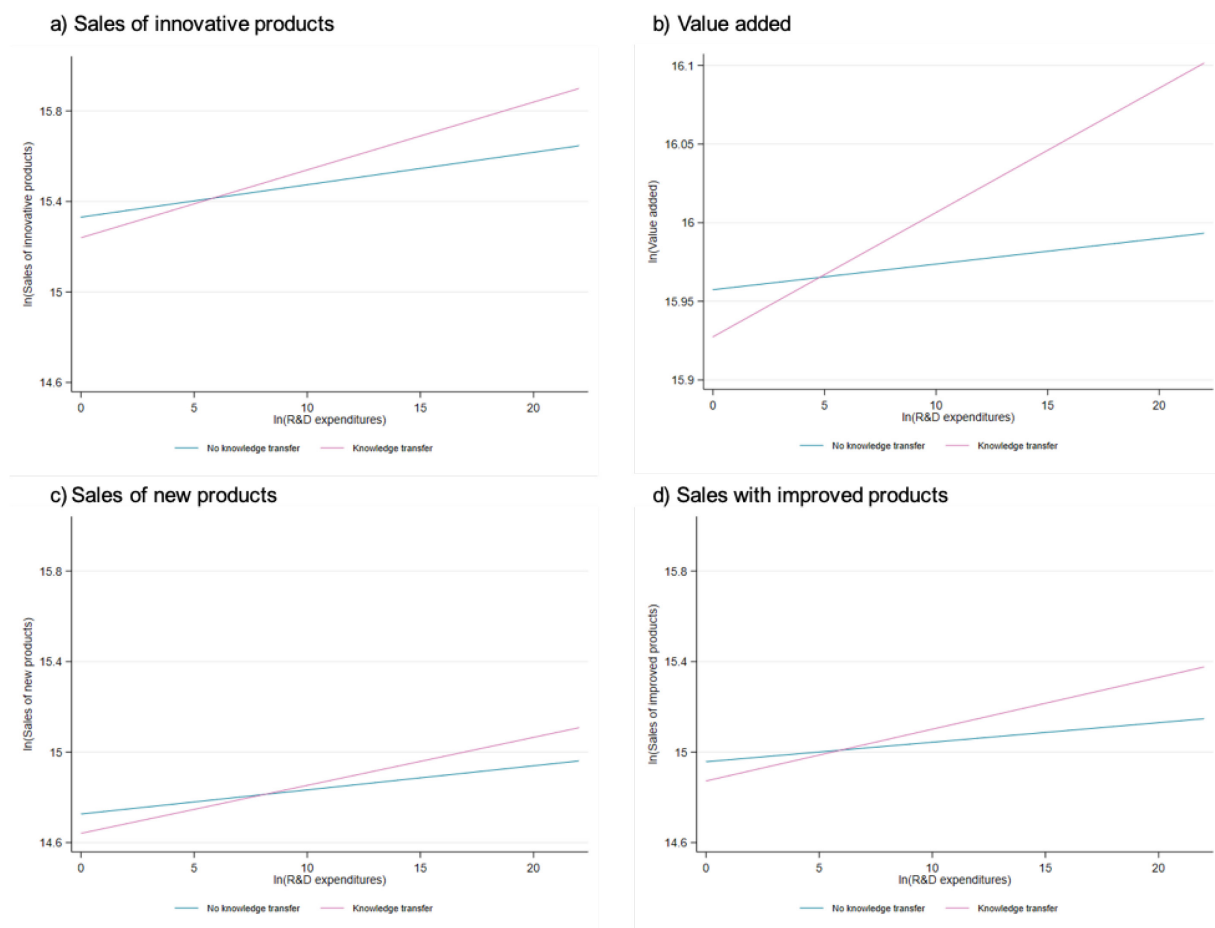 a) Sales of innovative products
ln(Sales of innovative products)
15.8
15.4
15
14.6
0 5 10 15 20
ln(R&D expenditures)
No knowledge transfer Knowledge transfer
b) Value added
ln(Value added)
16.1
16.05
16
15.95
15.9
0 5 10 15 20
ln(R&D expenditures)
No knowledge transfer Knowledge transfer
c) Sales of new products
ln(Sales of new products)
15.8
15.4
15
14.6
0 5 10 15 20
ln(R&D expenditures)
No knowledge transfer Knowledge transfer
d) Sales with improved products
ln(Sales of improved products)
15.8
15.4
15
14.6
0 5 10 15 20
ln(R&D expenditures)
No knowledge transfer Knowledge transfer